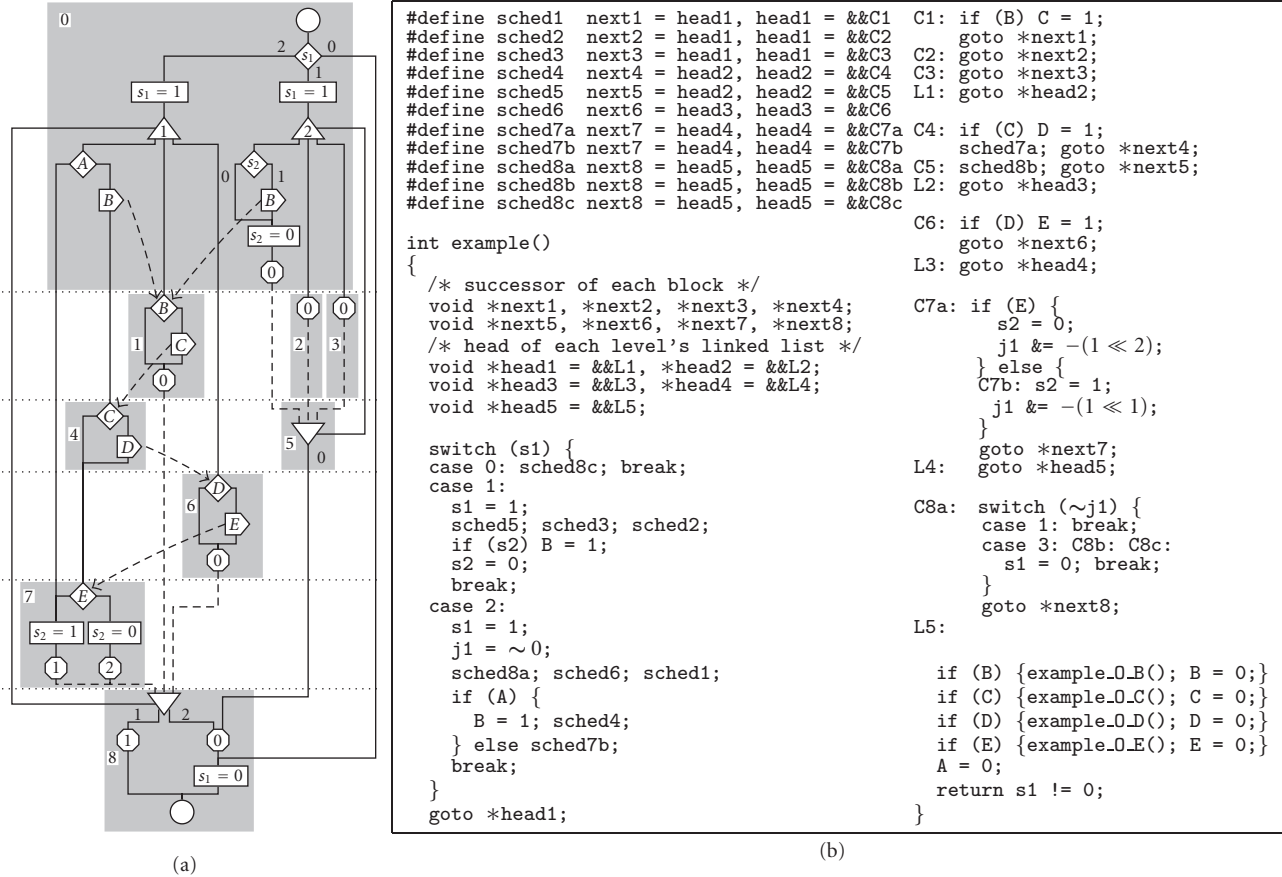 0
2
0
s1
1
s1 = 1
s1 = 1
1
2
A
s2
0
1
B
B
s2 = 0
0
B
0
0
1
C
2
3
0
C
4
D
5
0
D
6
E
0
7
E
s2 = 1
s2 = 0
1
2
1
2
1
0
8
s1 = 0
(a)
#define sched1 next1 = head1, head1 = &&C1
#define sched2 next2 = head1, head1 = &&C2
#define sched3 next3 = head1, head1 = &&C3
#define sched4 next4 = head2, head2 = &&C4
#define sched5 next5 = head2, head2 = &&C5
#define sched6 next6 = head3, head3 = &&C6
#define sched7a next7 = head4, head4 = &&C7a
#define sched7b next7 = head4, head4 = &&C7b
#define sched8a next8 = head5, head5 = &&C8a
#define sched8b next8 = head5, head5 = &&C8b
#define sched8c next8 = head5, head5 = &&C8c
int example()
{
/* successor of each block */
void *next1, *next2, *next3, *next4;
void *next5, *next6, *next7, *next8;
/* head of each level's linked list */
void *head1 = &&L1, *head2 = &&L2;
void *head3 = &&L3, *head4 = &&L4;
void *head5 = &&L5;
switch (s1) {
case 0: sched8c; break;
case 1:
s1 = 1;
sched5; sched3; sched2;
if (s2) B = 1;
s2 = 0;
break;
case 2:
s1 = 1;
j1 = ∼ 0;
sched8a; sched6; sched1;
if (A) {
B = 1; sched4;
} else sched7b;
break;
}
goto *head1;
C1: if (B) C = 1;
goto *next1;
C2: goto *next2;
C3: goto *next3;
L1: goto *head2;
C4: if (C) D = 1;
sched7a; goto *next4;
C5: sched8b; goto *next5;
L2: goto *head3;
C6: if (D) E = 1;
goto *next6;
L3: goto *head4;
C7a: if (E) {
s2 = 0;
j1 &= −(1 ≪ 2);
} else {
C7b: s2 = 1;
j1 &= −(1 ≪ 1);
}
goto *next7;
L4: goto *head5;
C8a: switch (∼j1) {
case 1: break;
case 3: C8b: C8c:
s1 = 0; break;
}
goto *next8;
L5:
if (B) {example_O_B(); B = 0;}
if (C) {example_O_C(); C = 0;}
if (D) {example_O_D(); D = 0;}
if (E) {example_O_E(); E = 0;}
A = 0;
return s1 != 0;
}
(b)